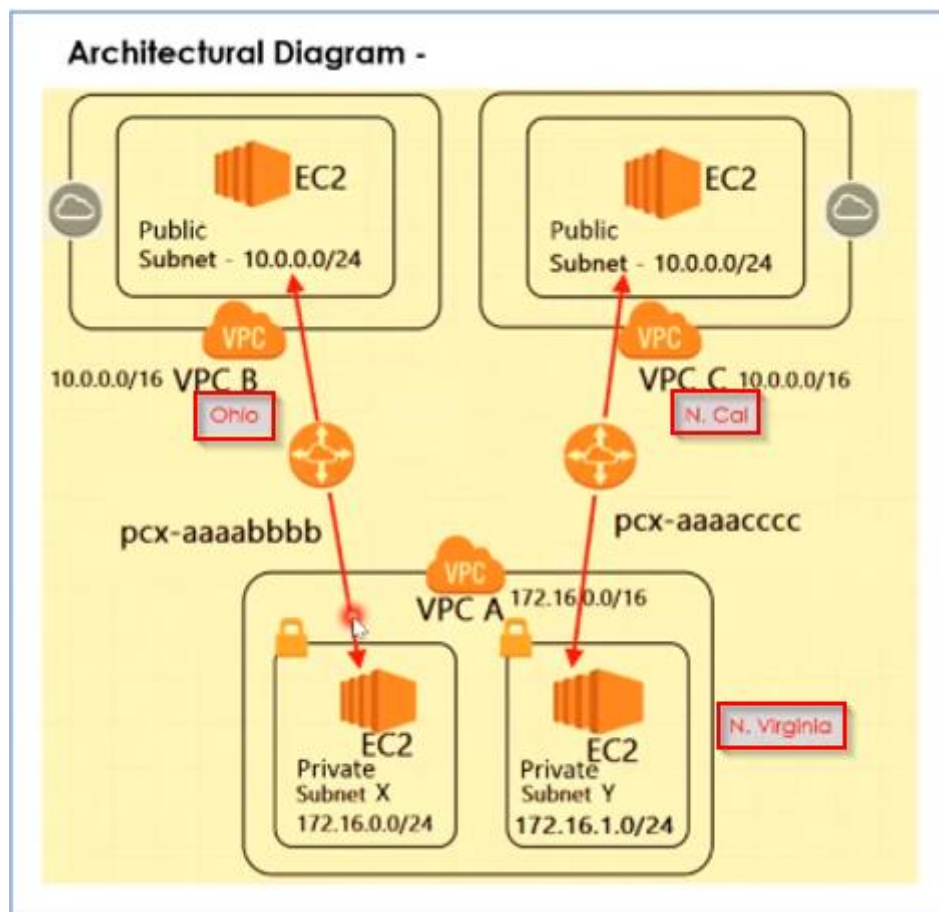 Architectural Diagram -
EC2
Public
Subnet - 10.0.0.0/24
VPC
10.0.0.0/16 VPC B
Ohio
EC2
Public
Subnet - 10.0.0.0/24
VPC
VPC C 10.0.0.0/16
N. Cal
pcx-aaaabbbb
pcx-aaaacccc
VPC
VPC A 172.16.0.0/16
EC2
Private
Subnet X
172.16.0.0/24
EC2
Private
Subnet Y
172.16.1.0/24
N. Virginia